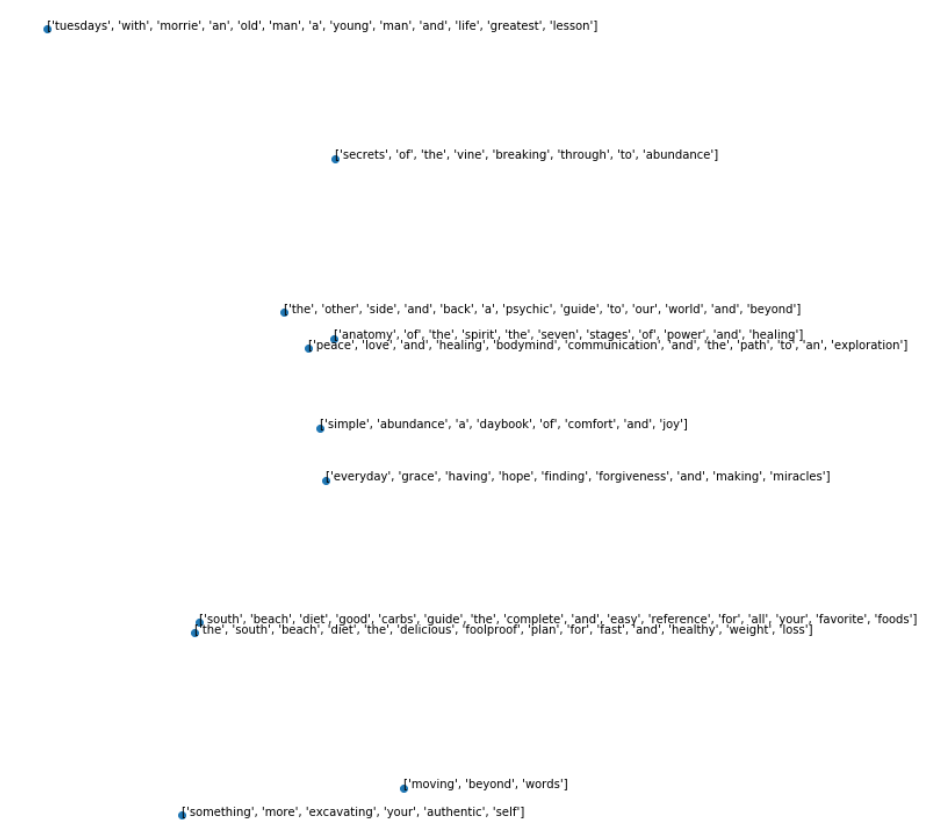 ['tuesdays', 'with', 'morrie', 'an', 'old', 'man', 'a', 'young', 'man', 'and', 'life', 'greatest', 'lesson']
['secrets', 'of', 'the', 'vine', 'breaking', 'through', 'to', 'abundance']
['the', 'other', 'side', 'and', 'back', 'a', 'psychic', 'guide', 'to', 'our', 'world', 'and', 'beyond']
['anatomy', 'of', 'the', 'spirit', 'the', 'seven', 'stages', 'of', 'power', 'and', 'healing']
['peace', 'love', 'and', 'healing', 'bodymind', 'communication', 'and', 'the', 'path', 'to', 'an', 'exploration']
['simple', 'abundance', 'a', 'daybook', 'of', 'comfort', 'and', 'joy']
['everyday', 'grace', 'having', 'hope', 'finding', 'forgiveness', 'and', 'making', 'miracles']
['south', 'beach', 'diet', 'good', 'carbs', 'guide', 'the', 'complete', 'and', 'easy', 'reference', 'for', 'all', 'your', 'favorite', 'foods']
['the', 'south', 'beach', 'diet', 'the', 'delicious', 'foolproof', 'plan', 'for', 'fast', 'and', 'healthy', 'weight', 'loss']
['moving', 'beyond', 'words']
['something', 'more', 'excavating', 'your', 'authentic', 'self']